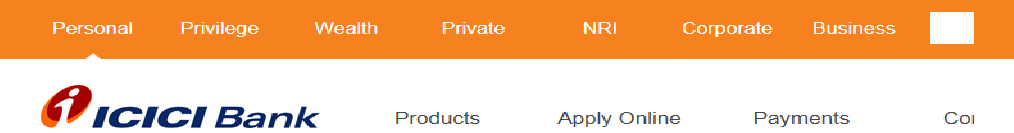 Personal Privilege Wealth Private NRI Corporate Business
ICICI Bank Products Apply Online Payments